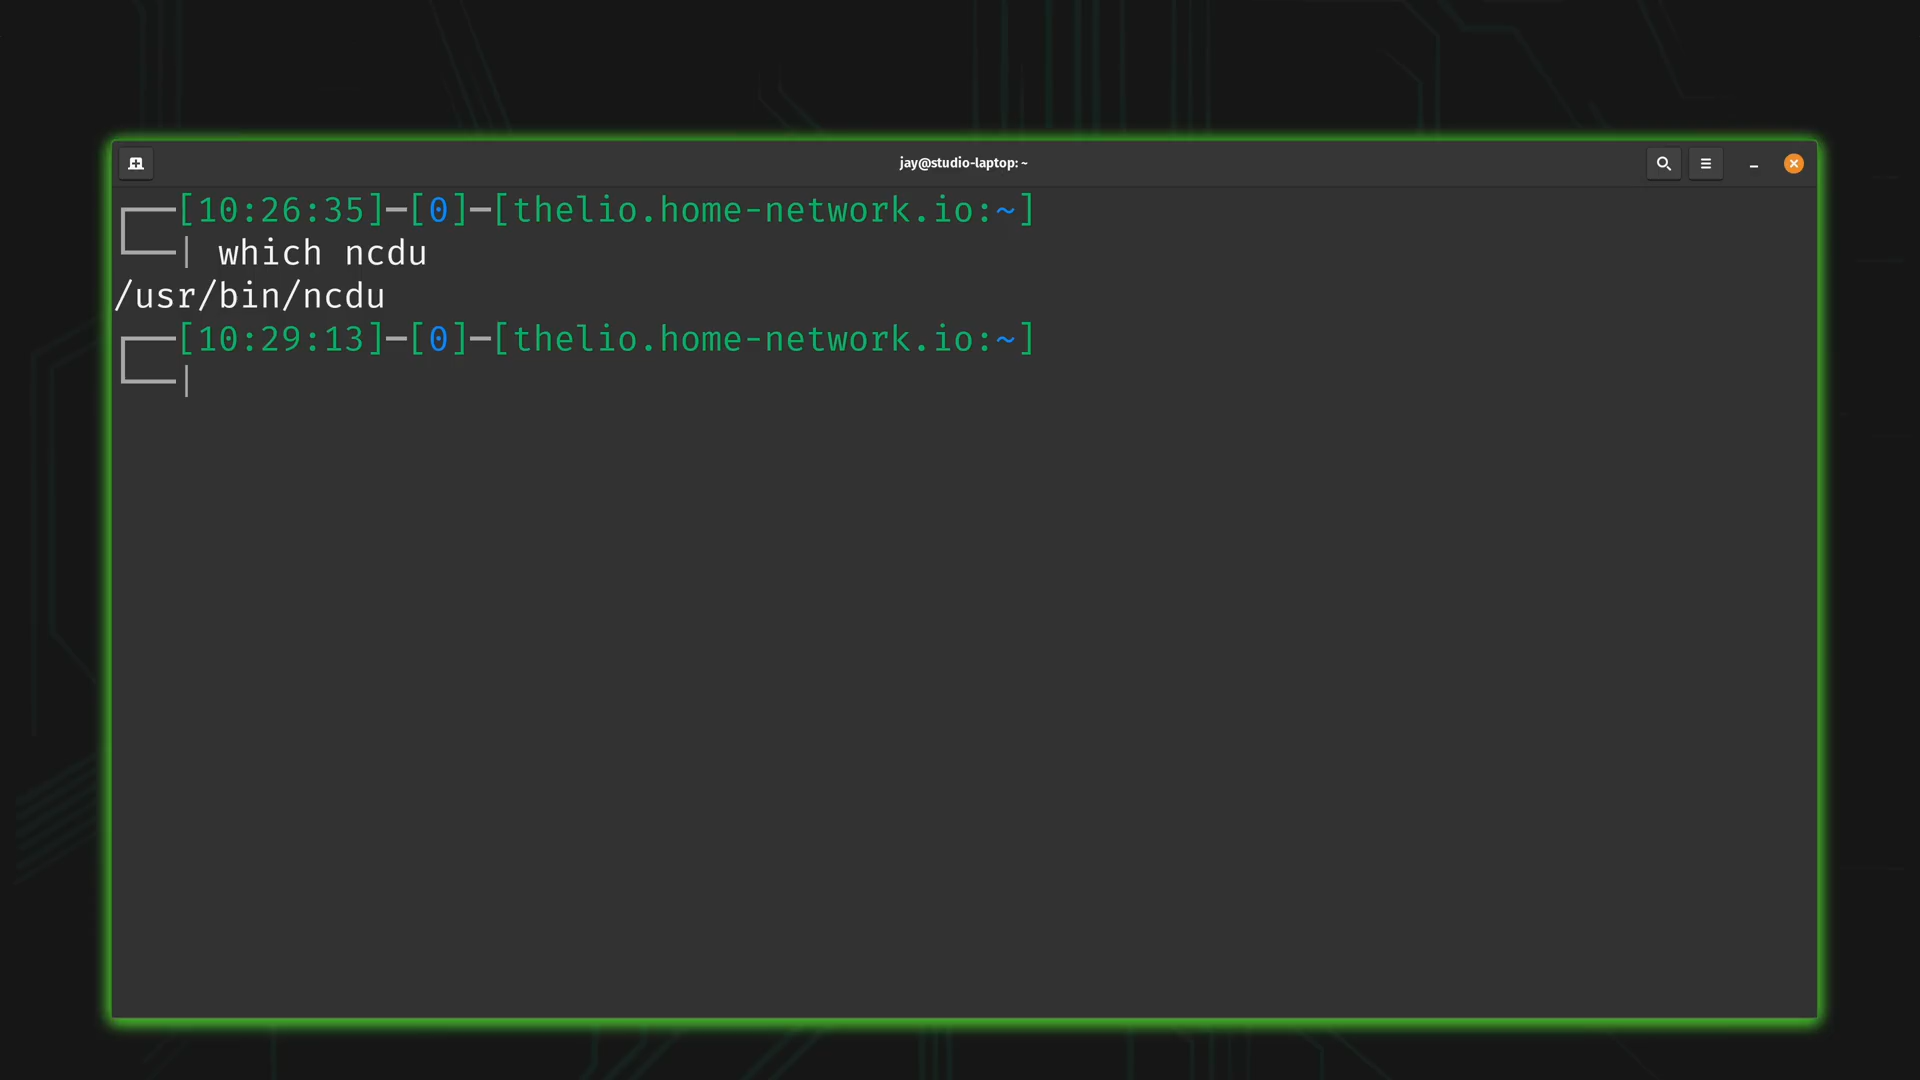 jay@studio-laptop: ~
[10:26:35]-[0]-[thelio.home-network.io:~]
| which ncdu
/usr/bin/ncdu
[10:29:13]-[0]-[thelio.home-network.io:~]
|